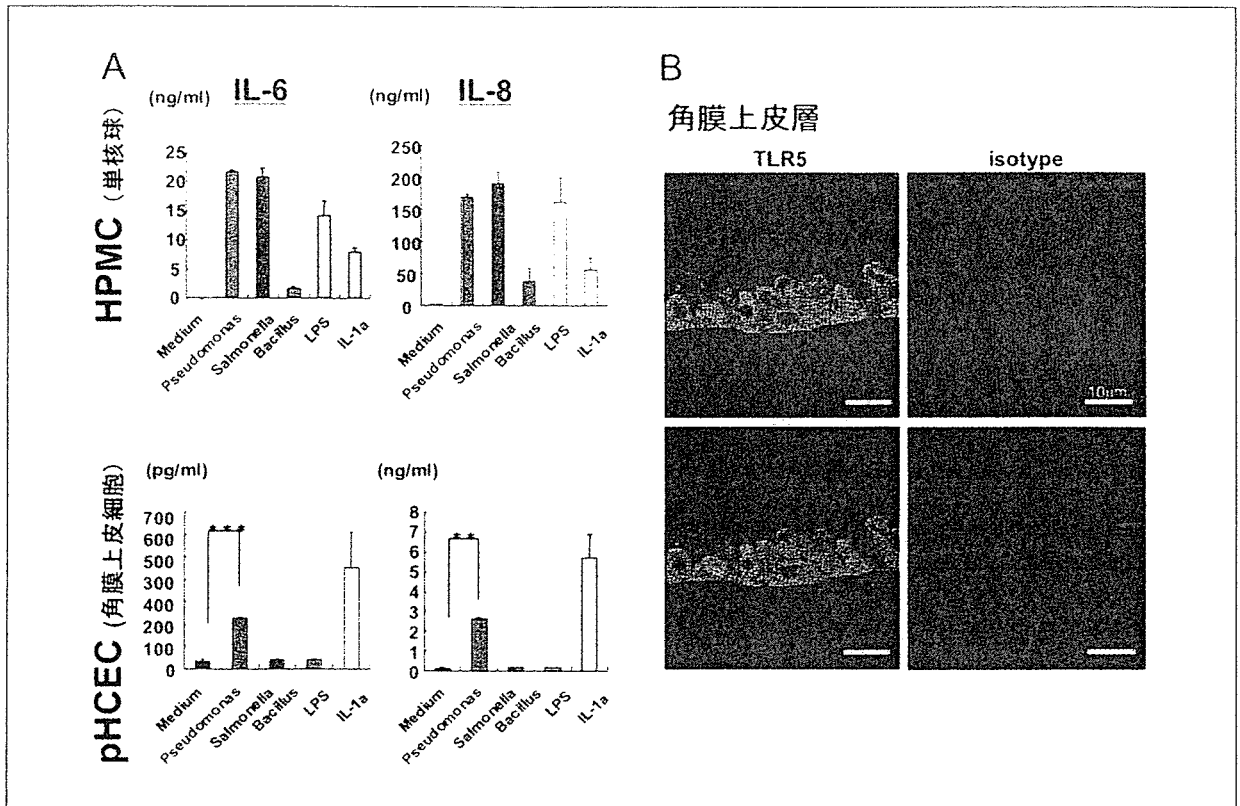 A
IL-6
IL-8
(ng/ml)
(ng/ml)
HPMC (単核球)
25
20
15
10
5
0
250
200
150
100
50
0
Medium
Pseudomonas
Salmonella
Bacillus
LPS
IL-1a
Medium
Pseudomonas
Salmonella
Bacillus
LPS
IL-1a
(pg/ml)
(ng/ml)
pHCEC (角膜上皮細胞)
700
600
500
300
400
200
100
0
***
8
7
6
5
4
3
2
1
0
**
Medium
Pseudomonas
Salmonella
Bacillus
LPS
IL-1a
Medium
Pseudomonas
Salmonella
Bacillus
LPS
IL-1a
B
角膜上皮層
TLR5
isotype
10μm